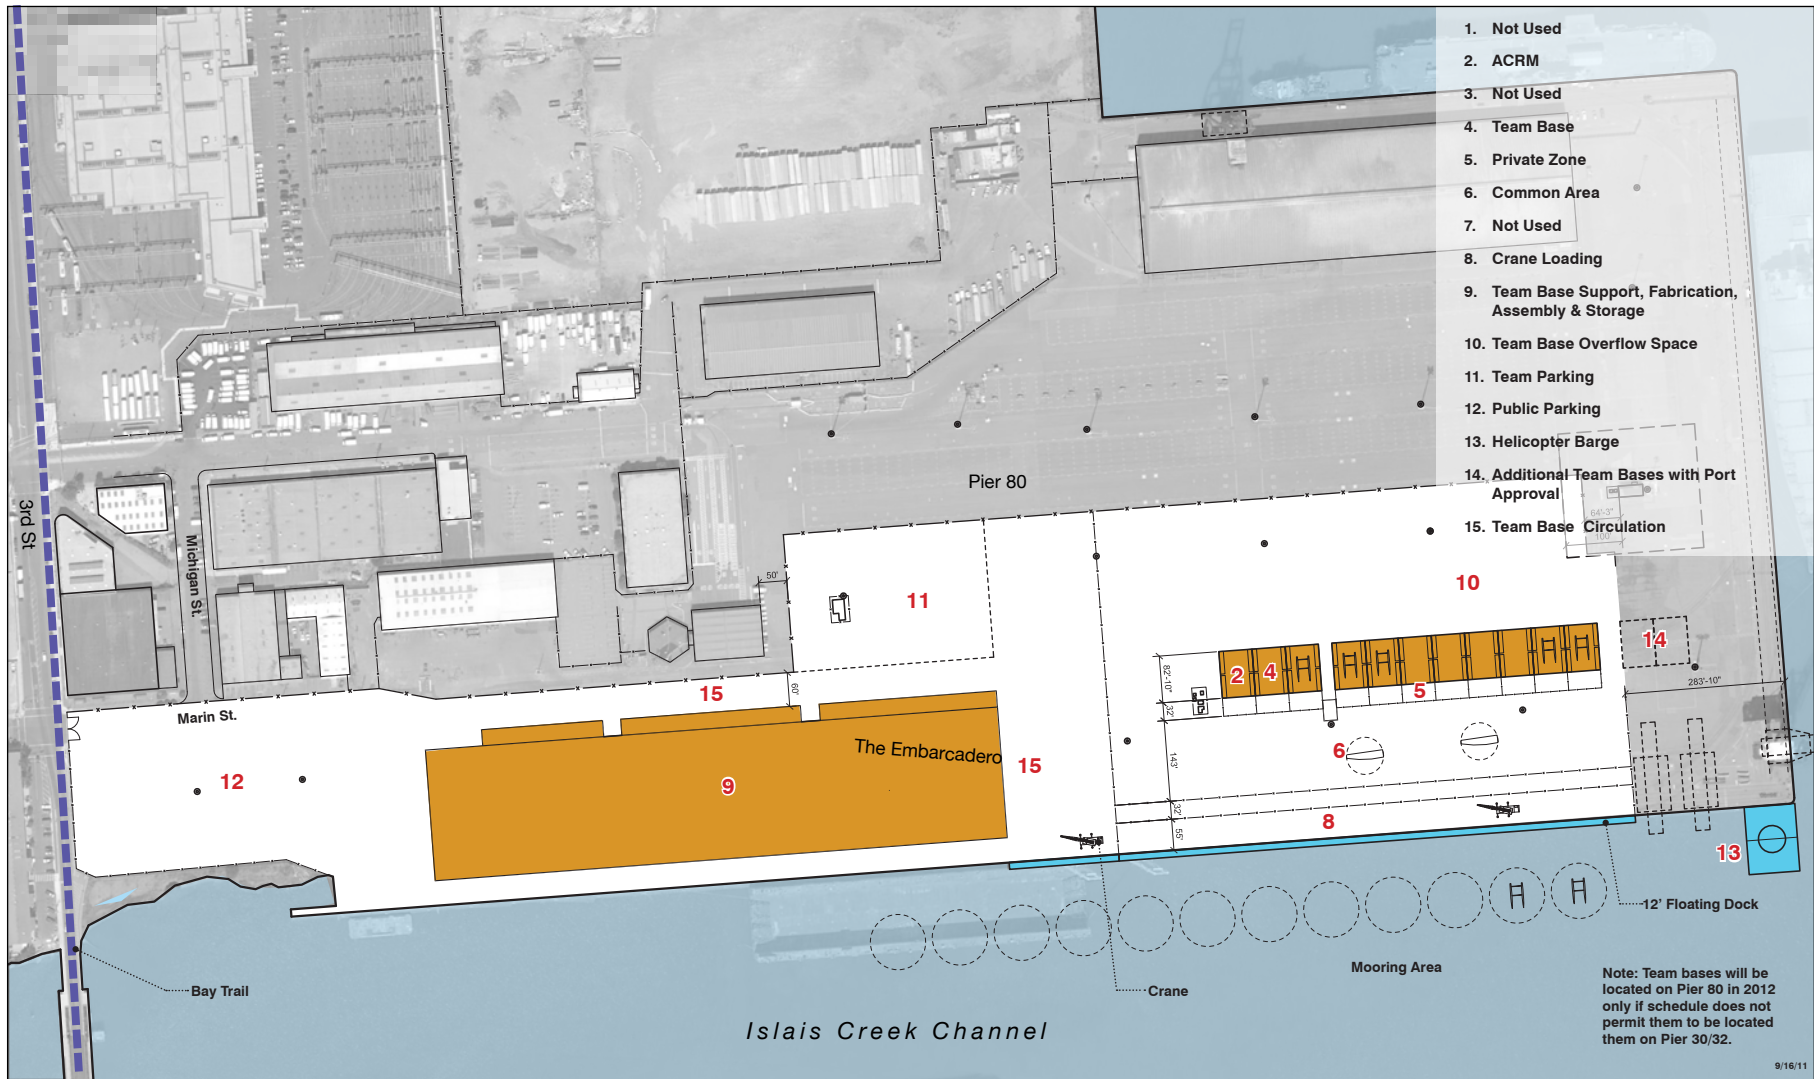 1. Not Used
2. ACRM
3. Not Used
4. Team Base
5. Private Zone
6. Common Area
7. Not Used
8. Crane Loading
9. Team Base Support, Fabrication,
Assembly & Storage
10. Team Base Overflow Space
11. Team Parking
12. Public Parking
13. Helicopter Barge
14. Additional Team Bases with Port
Approval
15. Team Base Circulation
64'-3"
100'
Pier 80
3rd St
Michigan St.
50'
11
10
14
2
4
5
82'-10"
32'
283'-10"
15
60'
Marin St.
The Embarcadero
15
6
143'
12
9
32'
8
55'
13
12' Floating Dock
Mooring Area
Bay Trail
Crane
Islais Creek Channel
Note: Team bases will be
located on Pier 80 in 2012
only if schedule does not
permit them to be located
them on Pier 30/32.
9/16/11